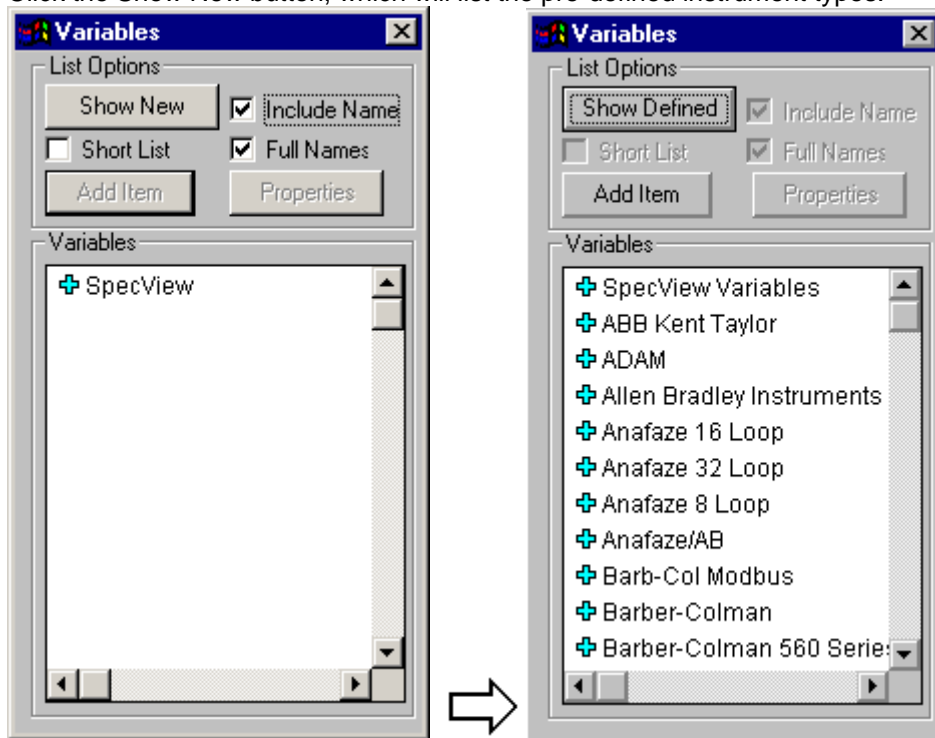 Click the Show New button, which will list the pre-defined instrument types.
Variables
List Options
Show New
Include Name
Short List
Full Names
Add Item
Properties
Variables
SpecView
Variables
List Options
Show Defined
Include Name
Short List
Full Names
Add Item
Properties
Variables
SpecView Variables
ABB Kent Taylor
ADAM
Allen Bradley Instruments
Anafaze 16 Loop
Anafaze 32 Loop
Anafaze 8 Loop
Anafaze/AB
Barb-Col Modbus
Barber-Colman
Barber-Colman 560 Serie